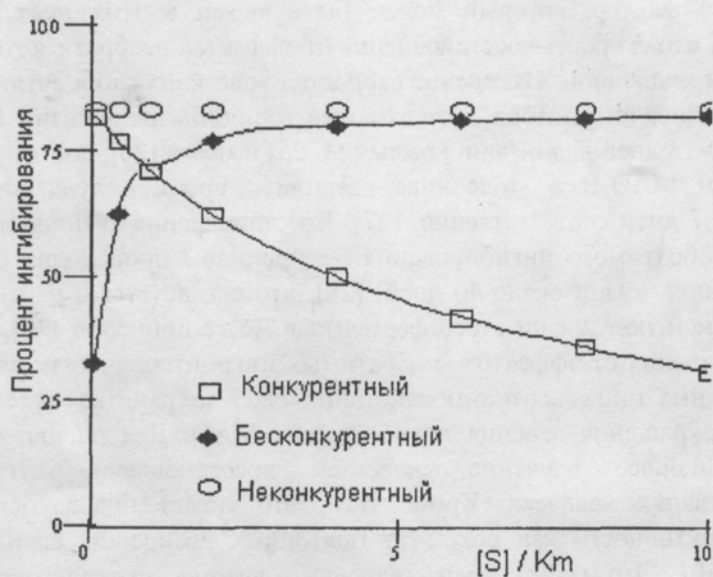 100
75
50
25
0
Процент ингибирования
Конкурентный
Бесконкурентный
Неконкурентный
E
0
5
10
[S] / Km